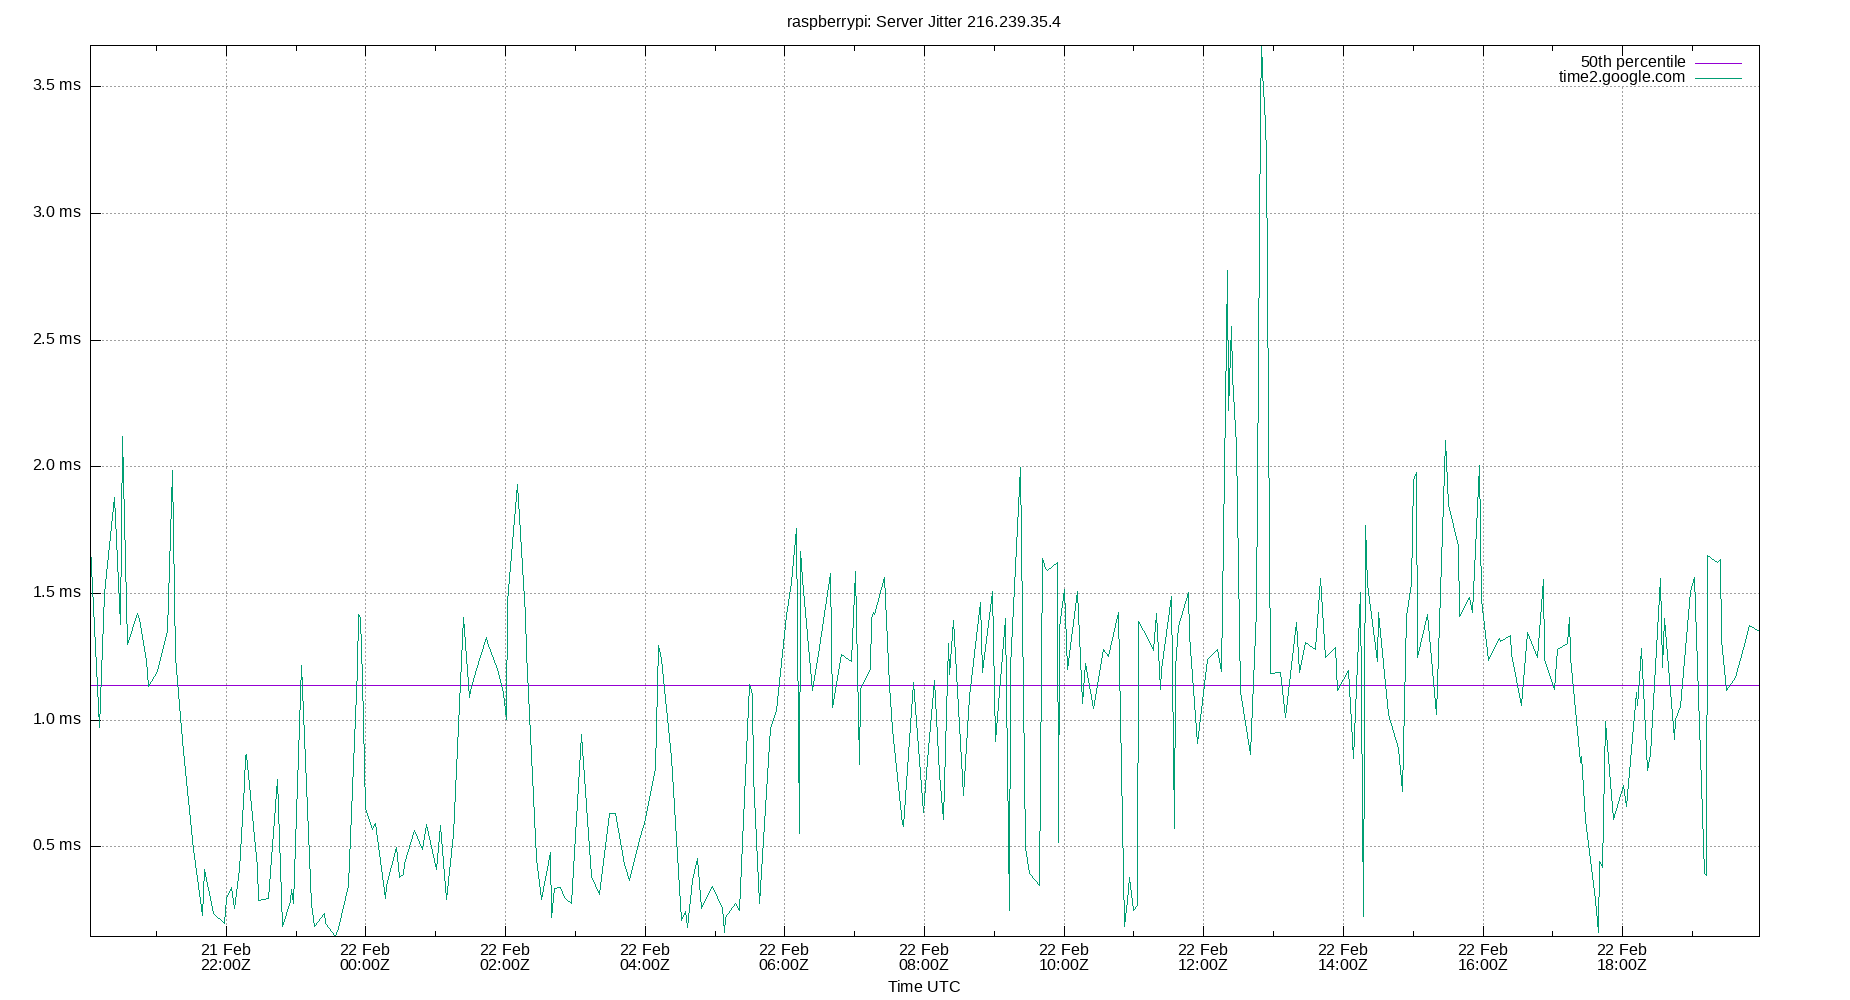 raspberrypi: Server Jitter 216.239.35.4
50th percentile
time2.google.com
3.5 ms
3.0 ms
2.5 ms
2.0 ms
1.5 ms
1.0 ms
0.5 ms
21 Feb 22 Feb 22 Feb 22 Feb 22 Feb 22 Feb 22 Feb 22 Feb 22 Feb 22 Feb 22 Feb
22:00Z 00:00Z 02:00Z 04:00Z 06:00Z 08:00Z 10:00Z 12:00Z 14:00Z 16:00Z 18:00Z
Time UTC